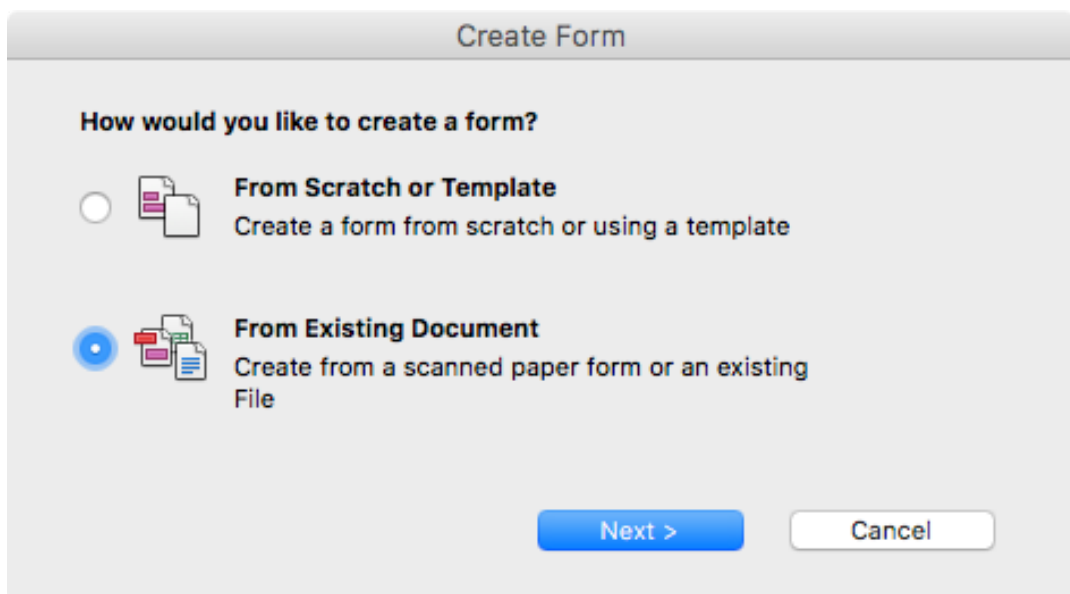 Create Form
How would you like to create a form?
From Scratch or Template
Create a form from scratch or using a template
From Existing Document
Create from a scanned paper form or an existing
File
Next >
Cancel